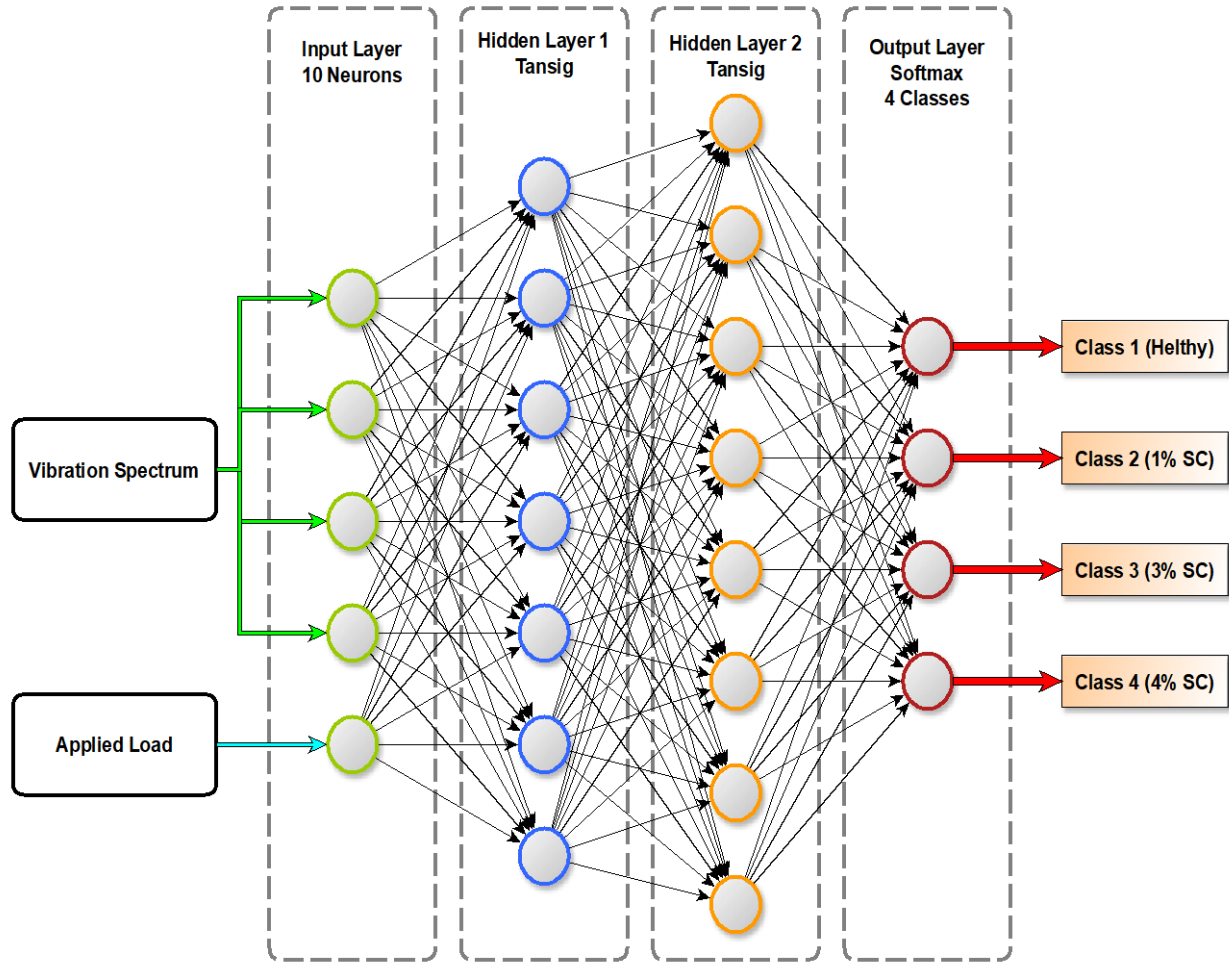 Input Layer
10 Neurons
Hidden Layer 1
Tansig
Hidden Layer 2
Tansig
Output Layer
Softmax
4 Classes
Vibration Spectrum
Applied Load
Class 1 (Helthy)
Class 2 (1% SC)
Class 3 (3% SC)
Class 4 (4% SC)